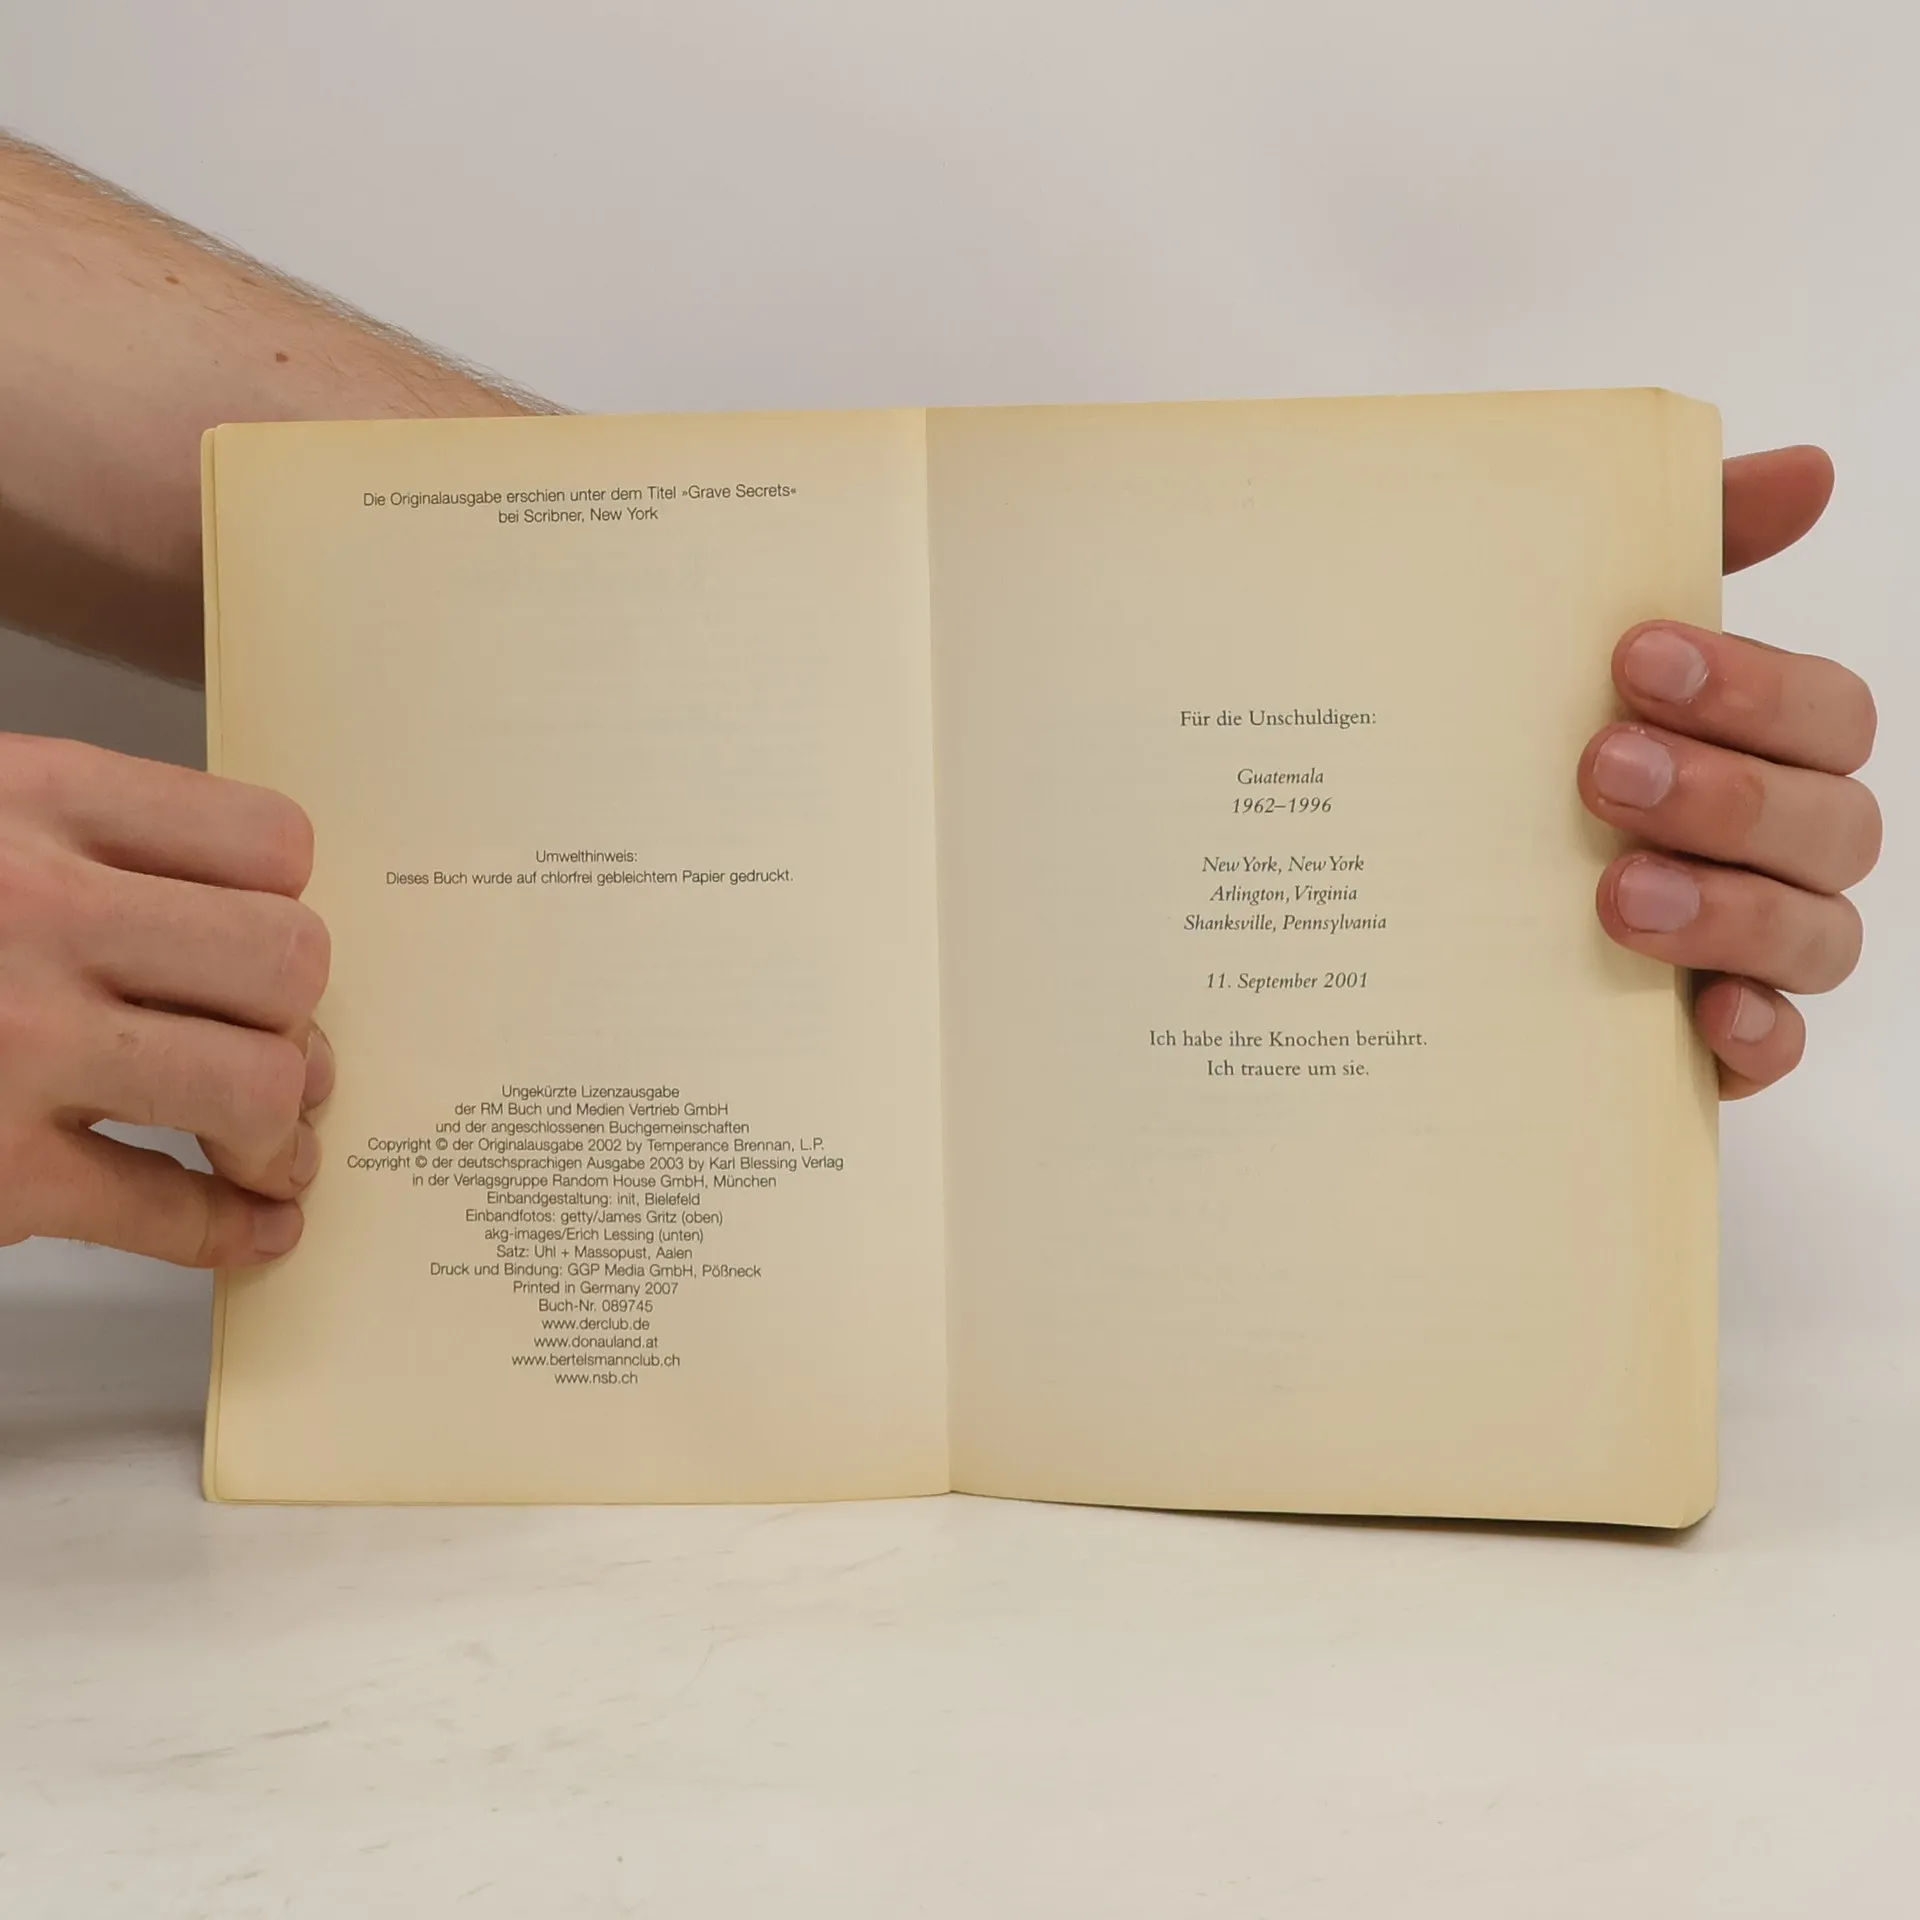 Die Originalausgabe erschien unter dem Titel »Grave Secrets«
bei Scribner, New York
Umwelthinweis:
Dieses Buch wurde auf chlorfrei gebleichtem Papier gedruckt.
Ungekürzte Lizenzausgabe
der RM Buch und Medien Vertrieb GmbH
und der angeschlossenen Buchgemeinschaften
Copyright © der Originalausgabe 2002 by Temperance Brennan, L.P.
Copyright © der deutschsprachigen Ausgabe 2003 by Karl Blessing Verlag
in der Verlagsgruppe Random House GmbH, München
Einbandgestaltung: init, Bielefeld
Einbandfotos: getty/James Gritz (oben)
akg-images/Erich Lessing (unten)
Satz: Uhl + Massopust, Aalen
Druck und Bindung: GGP Media GmbH, Pößneck
Printed in Germany 2007
Buch-Nr. 089745
www.derclub.de
www.donauland.at
www.bertelsmannclub.ch
www.nsb.ch
Für die Unschuldigen:
Guatemala
1962–1996
New York, New York
Arlington, Virginia
Shanksville, Pennsylvania
11. September 2001
Ich habe ihre Knochen berührt.
Ich trauere um sie.